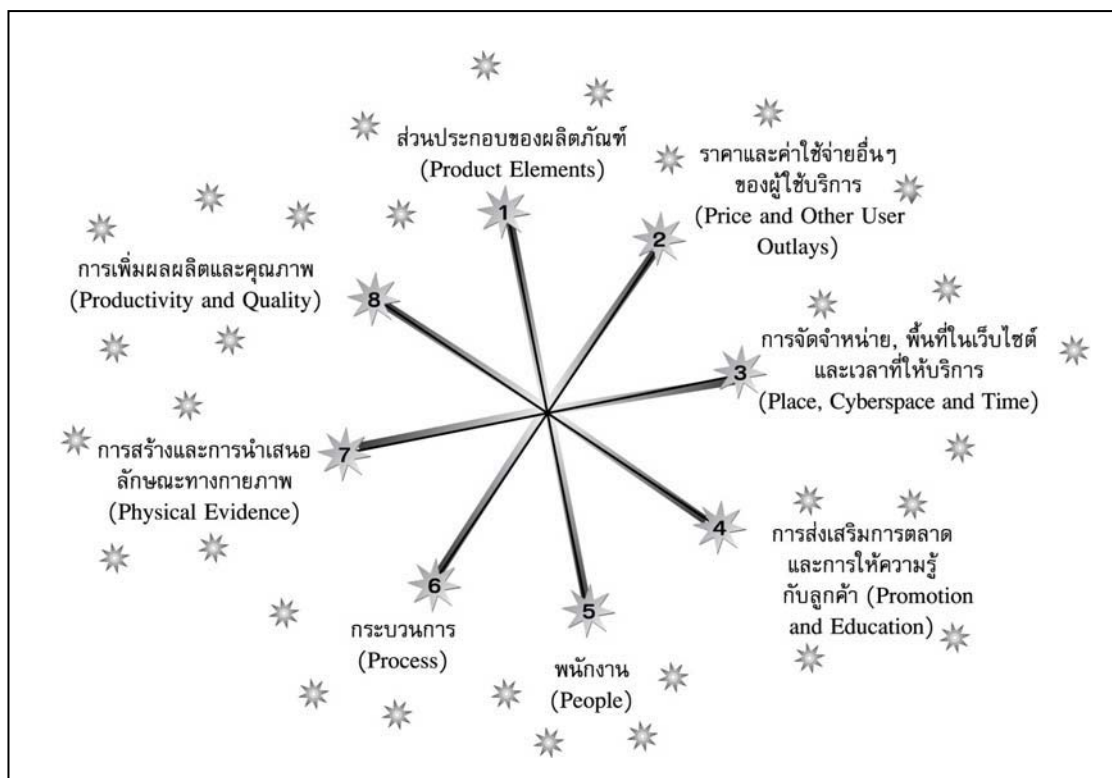 1
ส่วนประกอบของผลิตภัณฑ์
(Product Elements)
2
ราคาและค่าใช้จ่ายอื่นๆ
ของผู้ใช้บริการ
(Price and Other User
Outlays)
3
การจัดจำหน่าย, พื้นที่ในเว็บไซต์
และเวลาที่ให้บริการ
(Place, Cyberspace and Time)
4
การส่งเสริมการตลาด
และการให้ความรู้
กับลูกค้า (Promotion
and Education)
5
พนักงาน
(People)
6
กระบวนการ
(Process)
7
การสร้างและการนำเสนอ
ลักษณะทางกายภาพ
(Physical Evidence)
8
การเพิ่มผลผลิตและคุณภาพ
(Productivity and Quality)